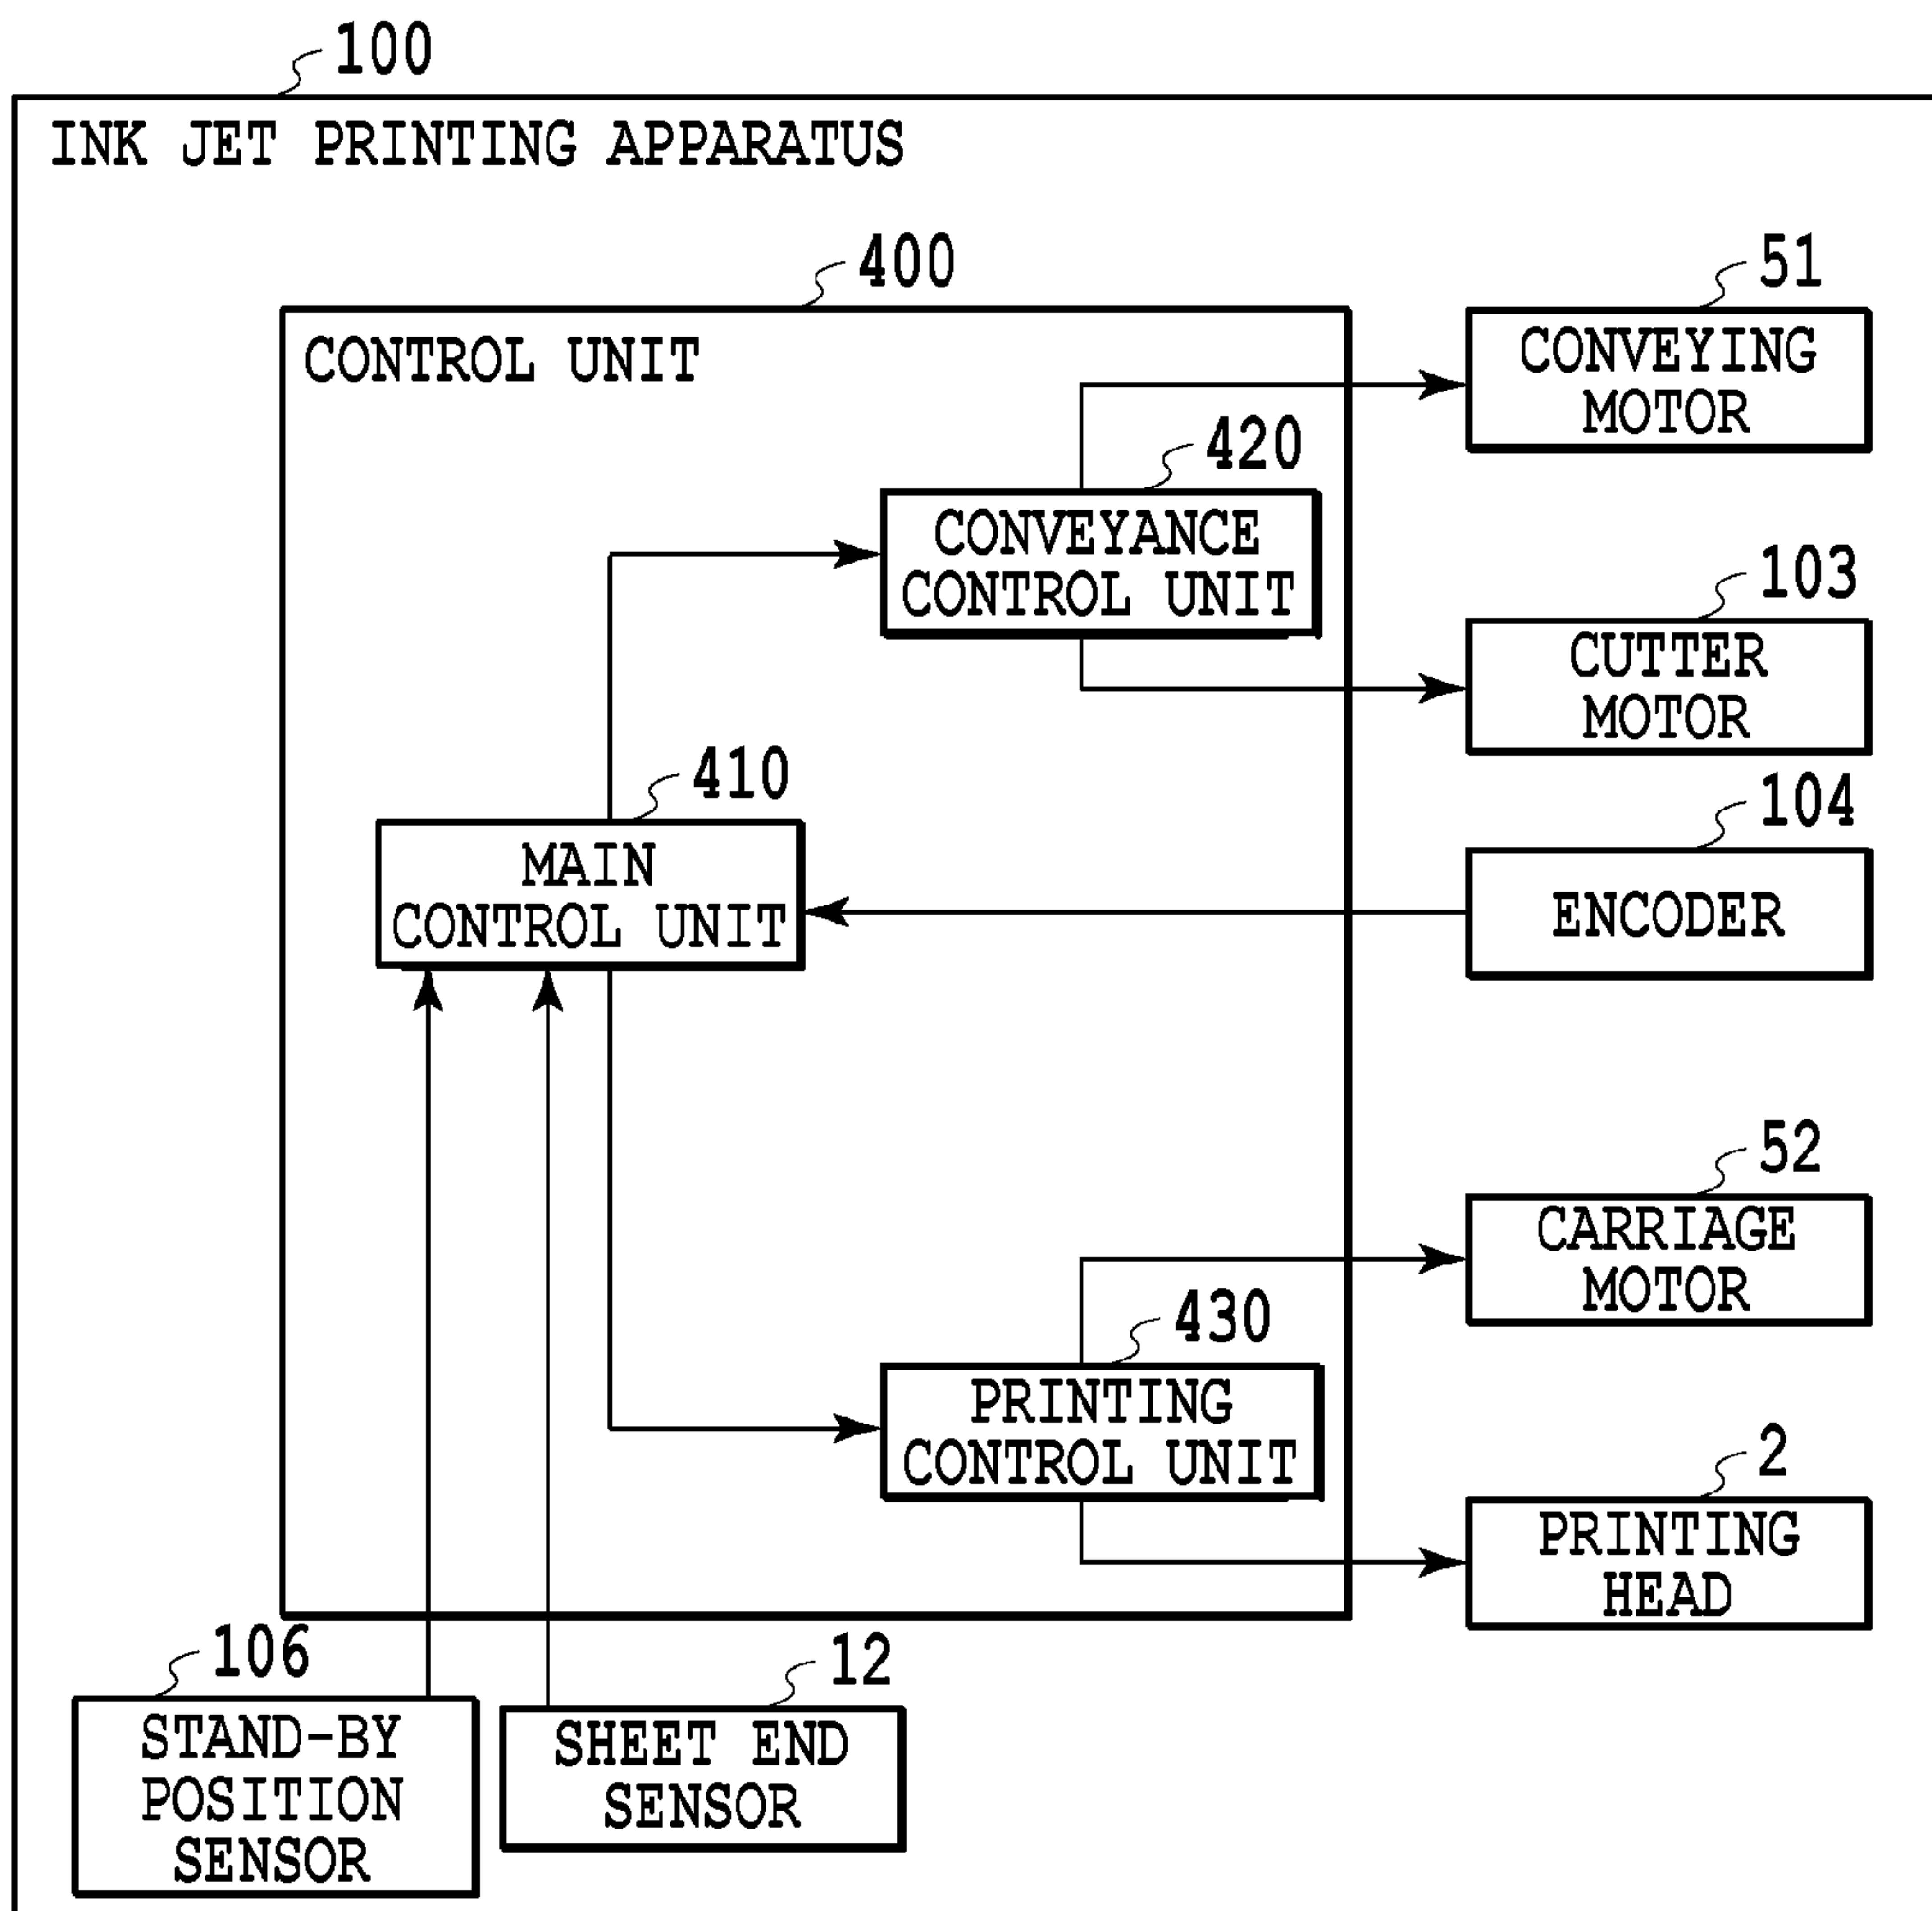 100
INK JET PRINTING APPARATUS
400
CONTROL UNIT
51
CONVEYING
MOTOR
420
CONVEYANCE
CONTROL UNIT
103
CUTTER
MOTOR
410
MAIN
CONTROL UNIT
104
ENCODER
52
CARRIAGE
MOTOR
430
PRINTING
CONTROL UNIT
2
PRINTING
HEAD
106
STAND-BY
POSITION
SENSOR
12
SHEET END
SENSOR